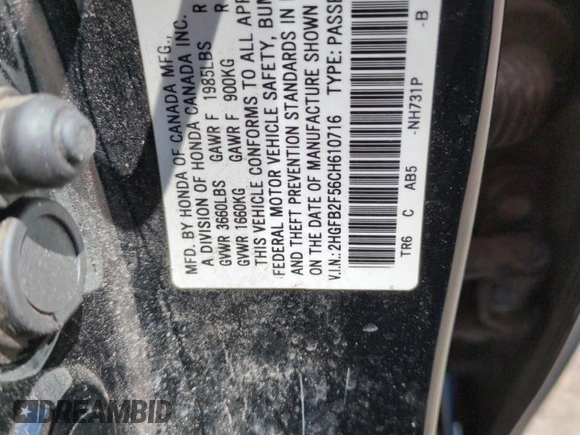 MFD. BY HONDA OF CANADA MFG.,
A DIVISION OF HONDA CANADA INC.
GVWR 3660LBS GAWR F 1985LBS R
GVWR 1660KG GAWR F 900KG R
THIS VEHICLE CONFORMS TO ALL APP
FEDERAL MOTOR VEHICLE SAFETY, BUM
AND THEFT PREVENTION STANDARDS IN
ON THE DATE OF MANUFACTURE SHOWN
V.I.N.: 2HGFB2F56CH610716 TYPE: PASSE
TR6 C AB5 -NH731P -B
DREAMBID